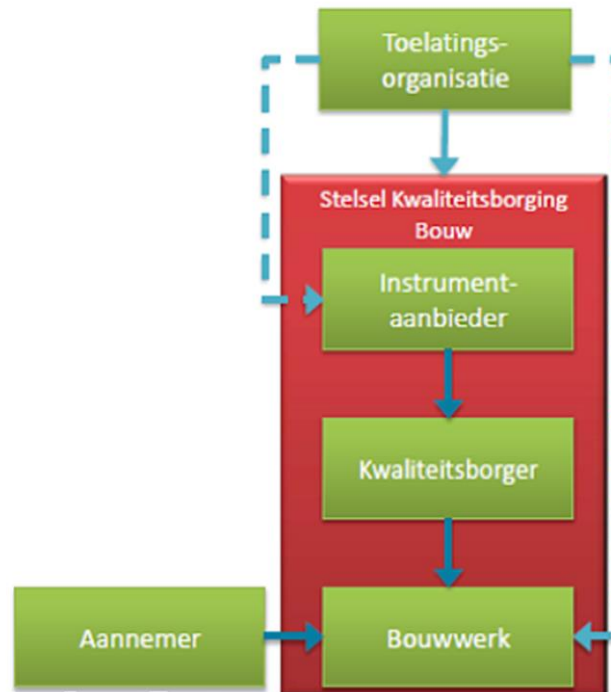 Toelatings-
organisatie
Stelsel Kwaliteitsborging
Bouw
Instrument-
aanbieder
Kwaliteitsborger
Aannemer
Bouwwerk